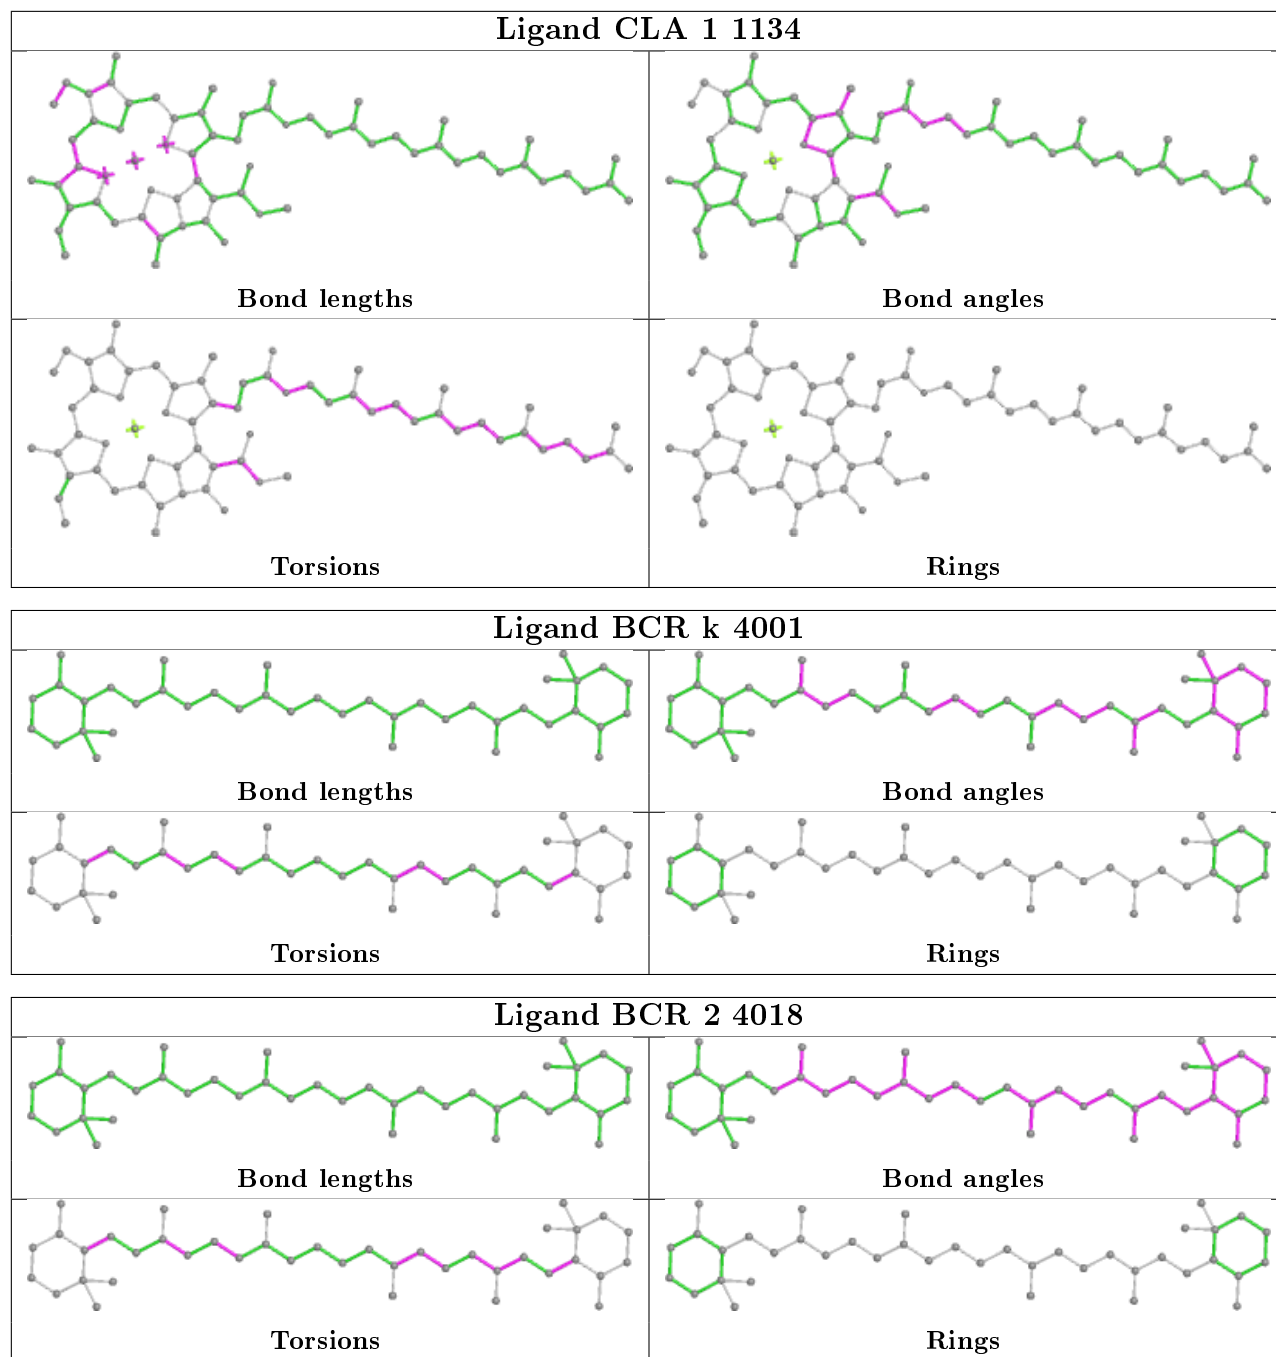 Ligand CLA 1 1134
Bond lengths
Bond angles
Torsions
Rings
Ligand BCR k 4001
Bond lengths
Bond angles
Torsions
Rings
Ligand BCR 2 4018
Bond lengths
Bond angles
Torsions
Rings